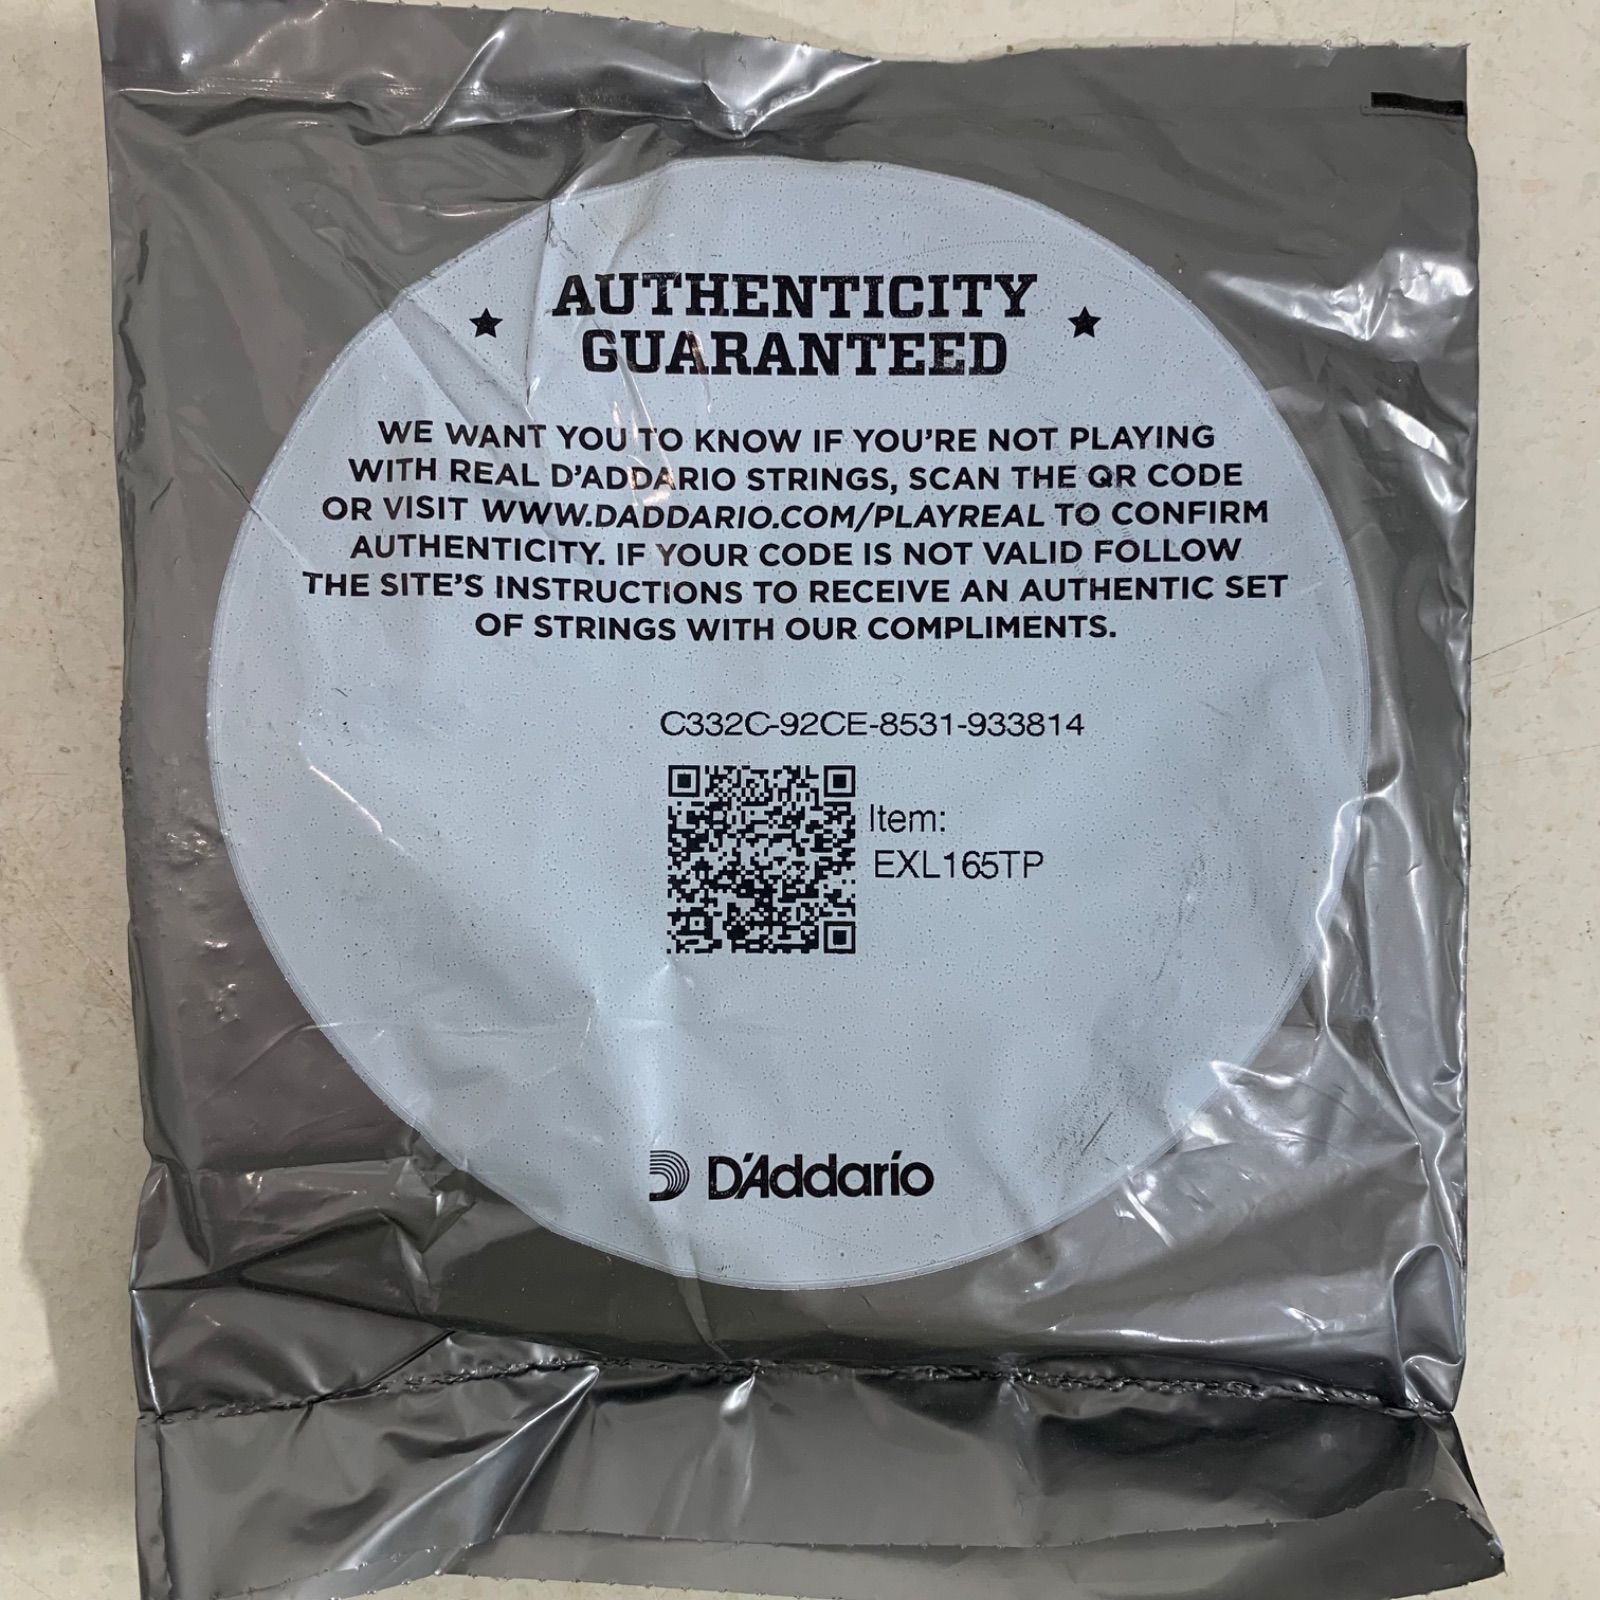 AUTHENTICITY
GUARANTEED
WE WANT YOU TO KNOW IF YOU'RE NOT PLAYING
WITH REAL D'ADDARIO STRINGS, SCAN THE QR CODE
OR VISIT WWW.DADDARIO.COM/PLAYREAL TO CONFIRM
AUTHENTICITY. IF YOUR CODE IS NOT VALID FOLLOW
THE SITE'S INSTRUCTIONS TO RECEIVE AN AUTHENTIC SET
OF STRINGS WITH OUR COMPLIMENTS.
C332C-92CE-8531-933814
Item:
EXL165TP
D'Addario